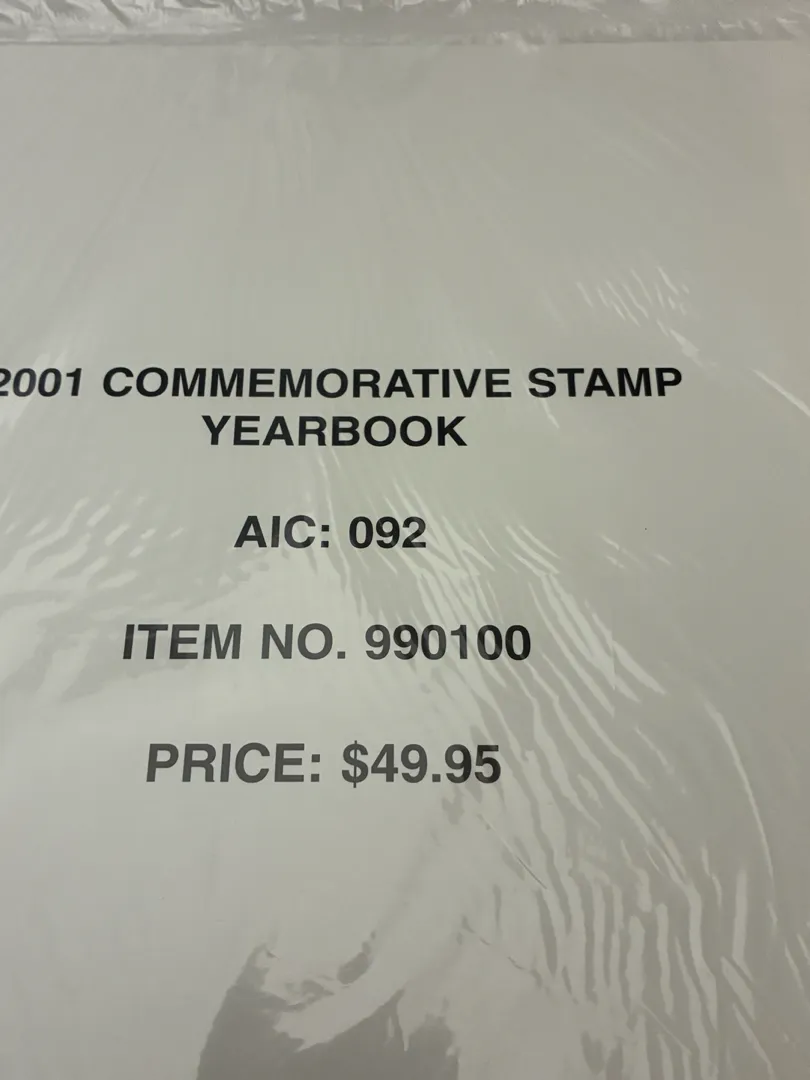 2001 COMMEMORATIVE STAMP
YEARBOOK
AIC: 092
ITEM NO. 990100
PRICE: $49.95